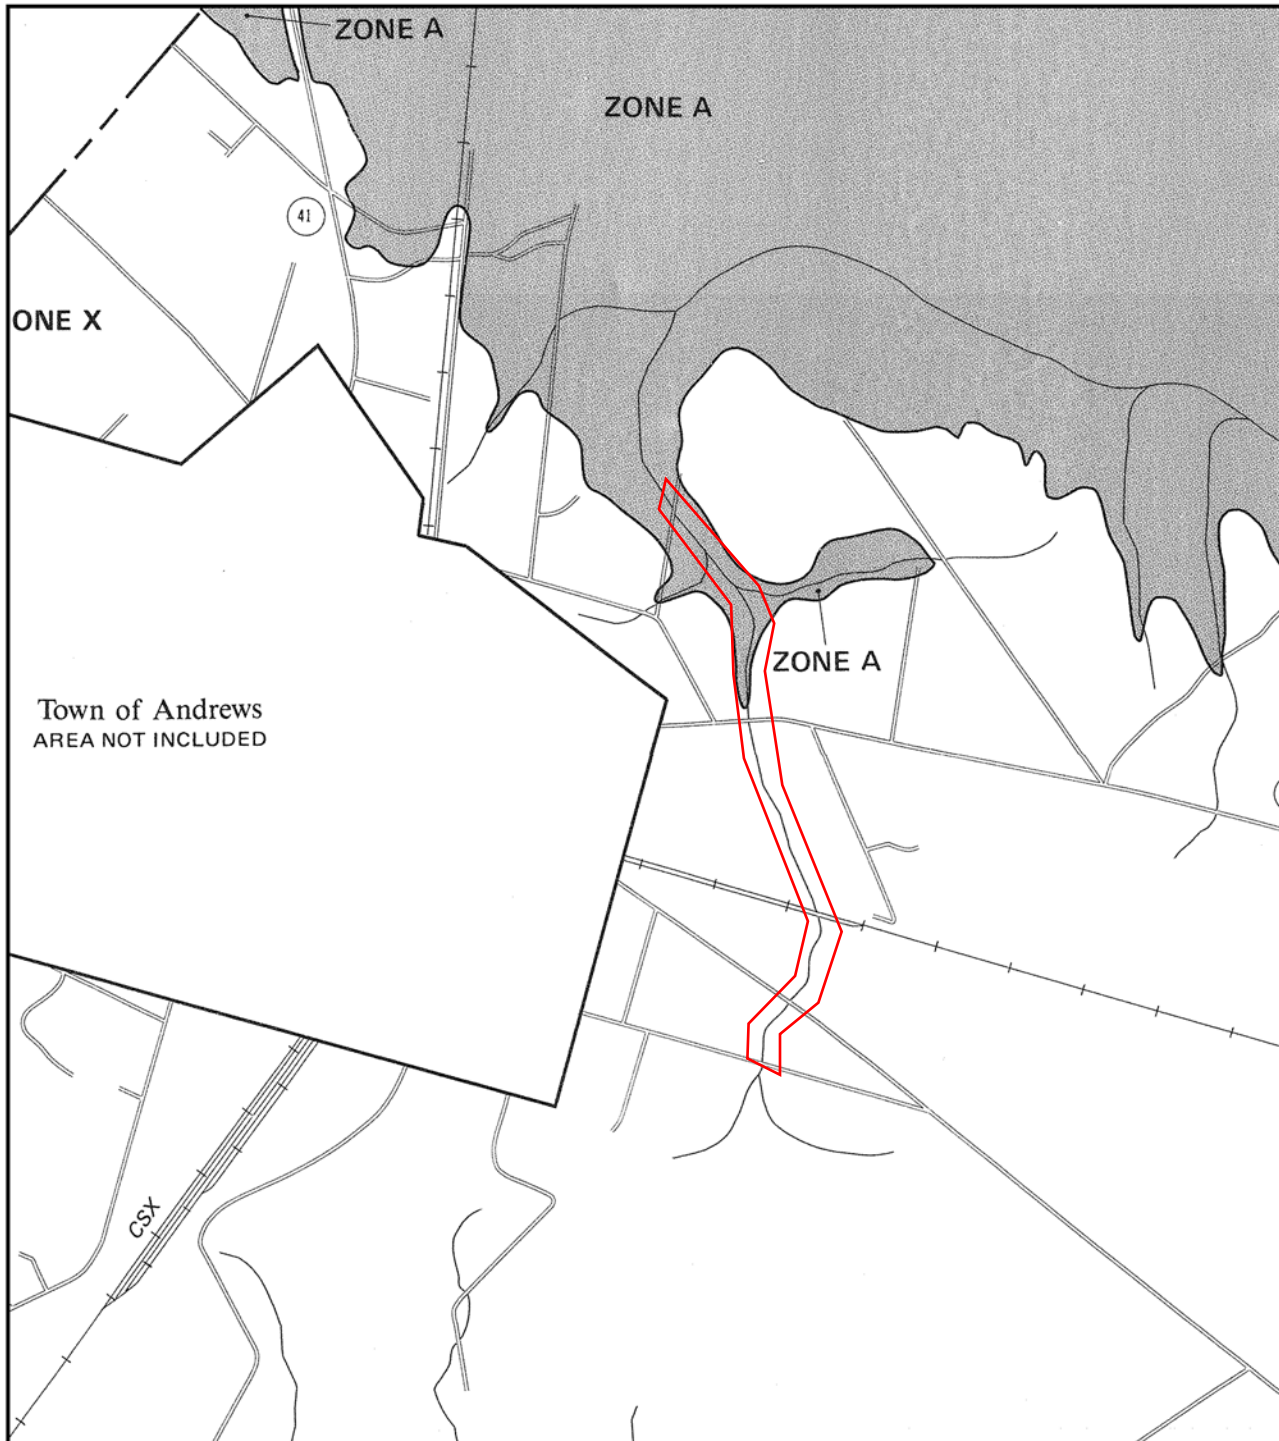 ZONE A
ZONE A
41
ONE X
ZONE A
Town of Andrews
AREA NOT INCLUDED
CSX